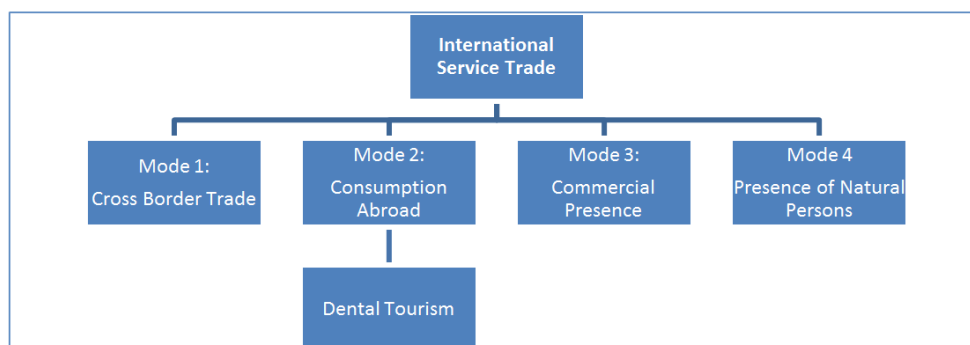 International
Service Trade
Mode 1:
Cross Border Trade
Mode 2:
Consumption
Abroad
Mode 3:
Commercial
Presence
Mode 4
Presence of Natural
Persons
Dental Tourism